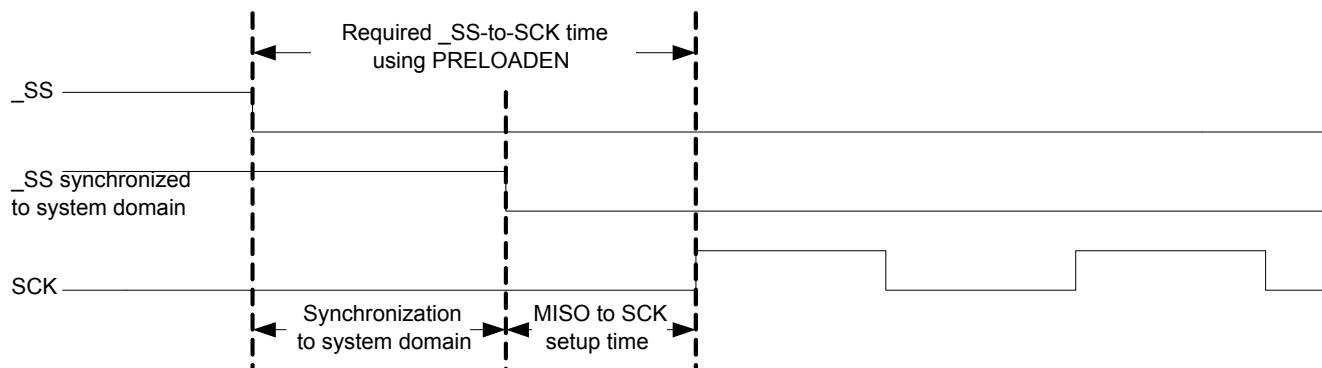 Required _SS-to-SCK time
using PRELOADEN
_SS
_SS synchronized
to system domain
SCK
Synchronization
to system domain
MISO to SCK
setup time